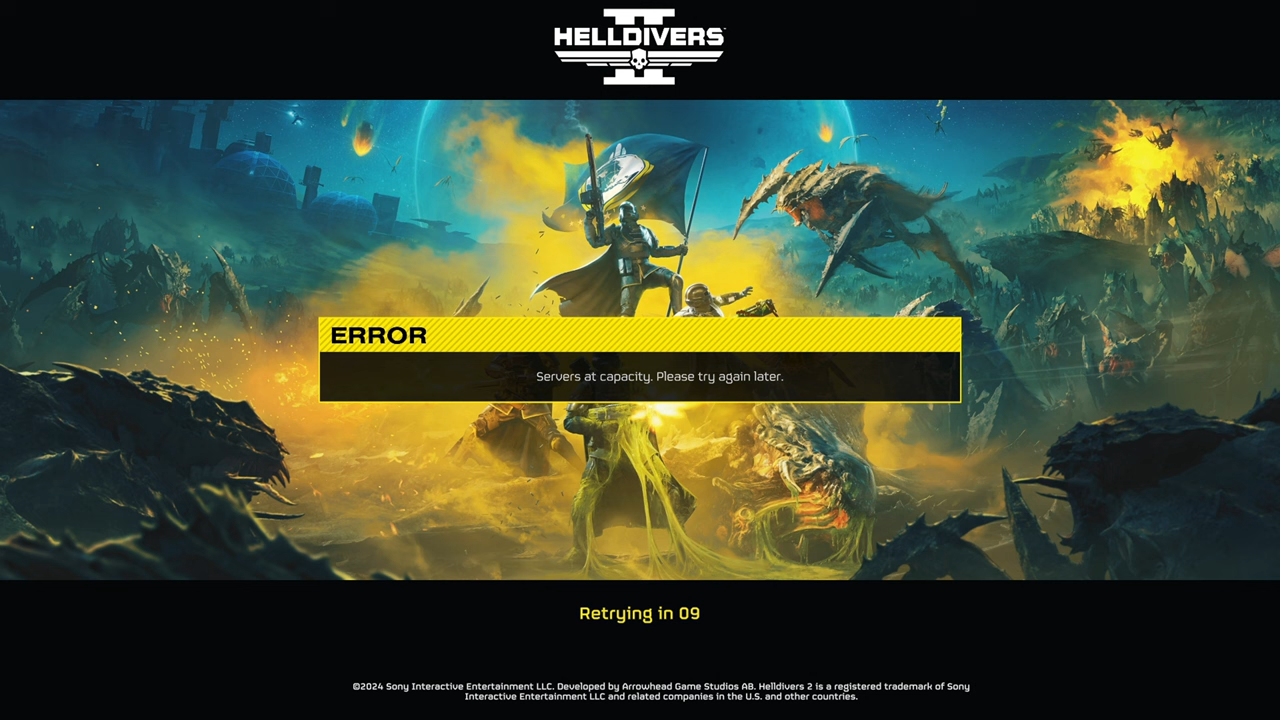 II
HELLDIVERS
ERROR
Servers at capacity. Please try again later.
Retrying in 09
©2024 Sony Interactive Entertainment LLC. Developed by Arrowhead Game Studios AB. Helldivers 2 is a registered trademark of Sony
Interactive Entertainment LLC and related companies in the U.S. and other countries.